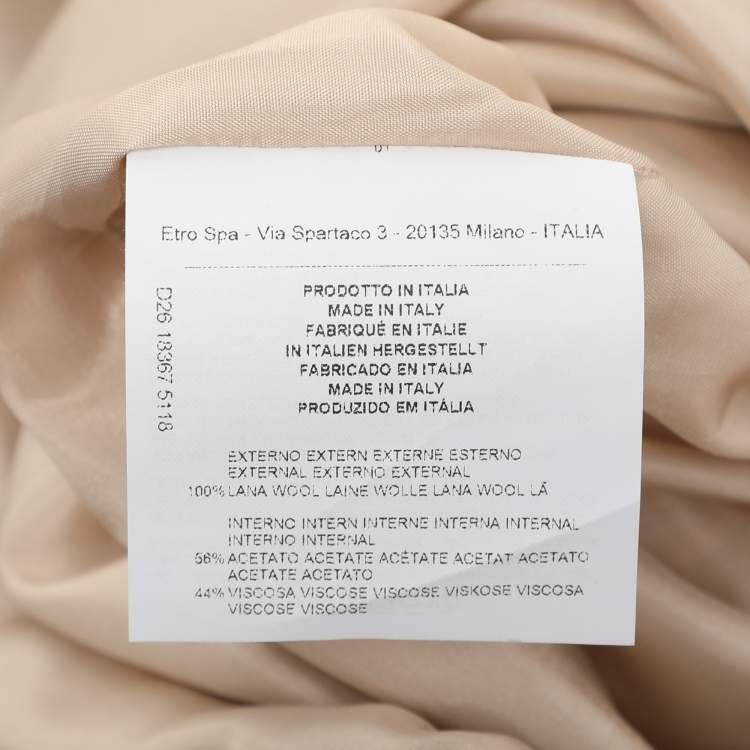 Etro Spa - Via Spartaco 3 - 20135 Milano - ITALIA
PRODOTTO IN ITALIA
MADE IN ITALY
FABRIQUÉ EN ITALIE
IN ITALIEN HERGESTELLT
FABRICADO EN ITALIA
MADE IN ITALY
PRODUZIDO EM ITÁLIA
D26 18367 5118
EXTERNO EXTERN EXTERNE ESTERNO
EXTERNAL EXTERNO EXTERNAL
100% LANA WOOL LAINE WOLLE LANA WOOL LÃ
INTERNO INTERN INTERNE INTERNA INTERNAL
INTERNO INTERNAL
56% ACETATO ACETATE ACÉTATE ACETAT ACETATO
ACETATE ACETATO
44% VISCOSA VISCOSE VISCOSE VISKOSE VISCOSA
VISCOSE VISCOSE